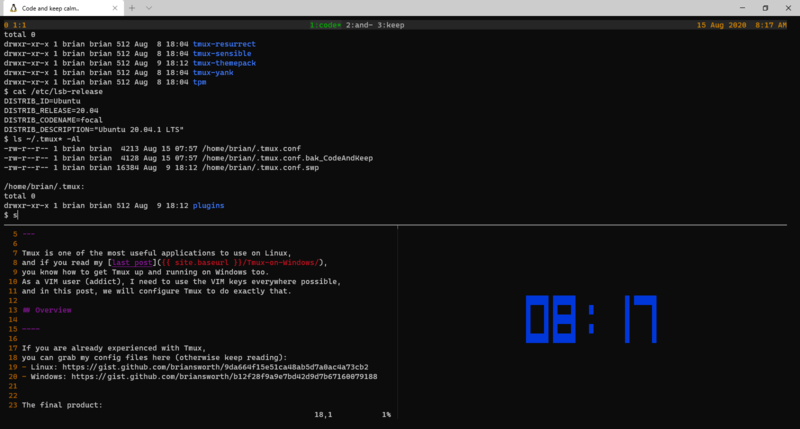 Code and keep calm..
0 1:1 1:code* 2:and- 3:keep 15 Aug 2020 8:17 AM
total 0
drwxr-xr-x 1 brian brian 512 Aug  8 18:04 tmux-resurrect
drwxr-xr-x 1 brian brian 512 Aug  8 18:04 tmux-sensible
drwxr-xr-x 1 brian brian 512 Aug  9 18:12 tmux-themepack
drwxr-xr-x 1 brian brian 512 Aug  8 18:04 tmux-yank
drwxr-xr-x 1 brian brian 512 Aug  8 18:04 tpm
$ cat /etc/lsb-release
DISTRIB_ID=Ubuntu
DISTRIB_RELEASE=20.04
DISTRIB_CODENAME=focal
DISTRIB_DESCRIPTION="Ubuntu 20.04.1 LTS"
$ ls ~/.tmux* -Al
-rw-r--r-- 1 brian brian  4213 Aug 15 07:57 /home/brian/.tmux.conf
-rw-r--r-- 1 brian brian  4128 Aug 15 07:57 /home/brian/.tmux.conf.bak_CodeAndKeep
-rw-r--r-- 1 brian brian 16384 Aug  9 18:12 /home/brian/.tmux.conf.swp
/home/brian/.tmux:
total 0
drwxr-xr-x 1 brian brian 512 Aug  9 18:12 plugins
$ s
5 ---
6
7 Tmux is one of the most useful applications to use on Linux,
8 and if you read my [last post]({{ site.baseurl }}/Tmux-on-Windows/),
9 you know how to get Tmux up and running on Windows too.
10 As a VIM user (addict), I need to use the VIM keys everywhere possible,
11 and in this post, we will configure Tmux to do exactly that.
12
13 ## Overview
14
15 ----
16
17 If you are already experienced with Tmux,
18 you can grab my config files here (otherwise keep reading):
19 - Linux: https://gist.github.com/briansworth/9da664f15e51ca48ab5d7a0ac4a73cb2
20 - Windows: https://gist.github.com/briansworth/b12f28f9a9e7bd42d9d7b67160079188
21
22
23 The final product:
18,1 1%
08:17